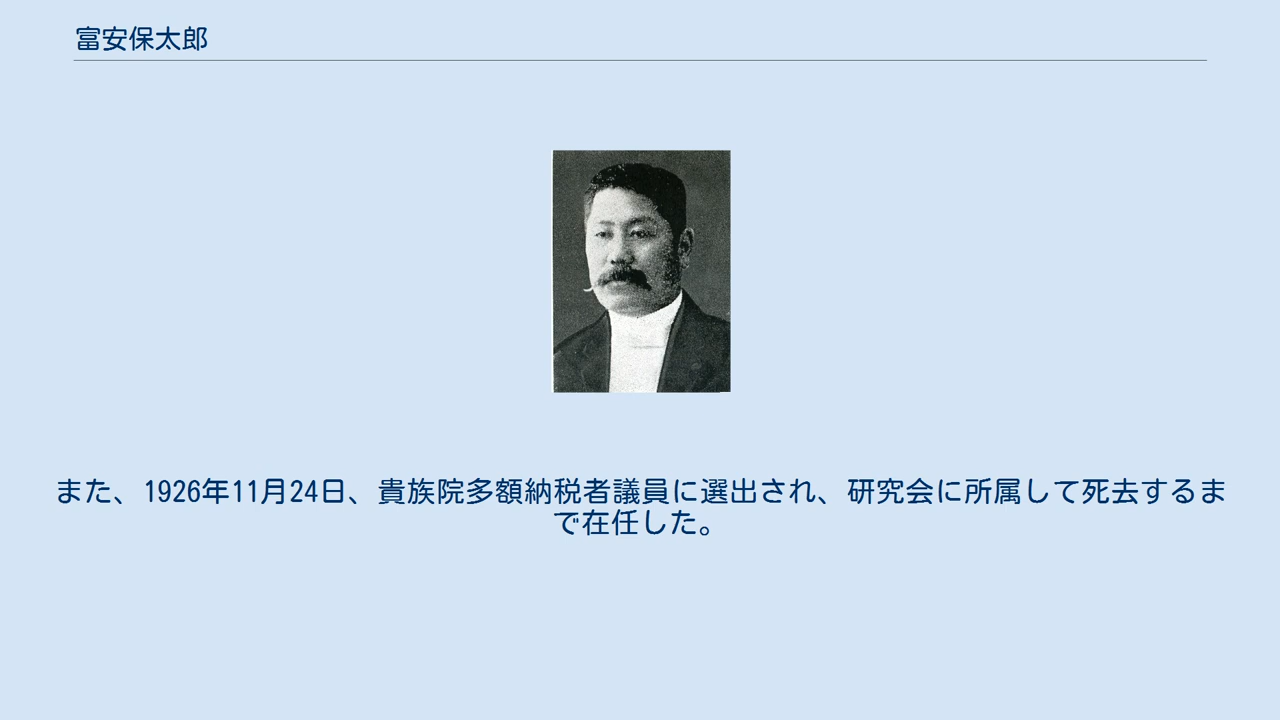 富安保太郎
また、1926年11月24日、貴族院多額納税者議員に選出され、研究会に所属して死去するま
で在任した。